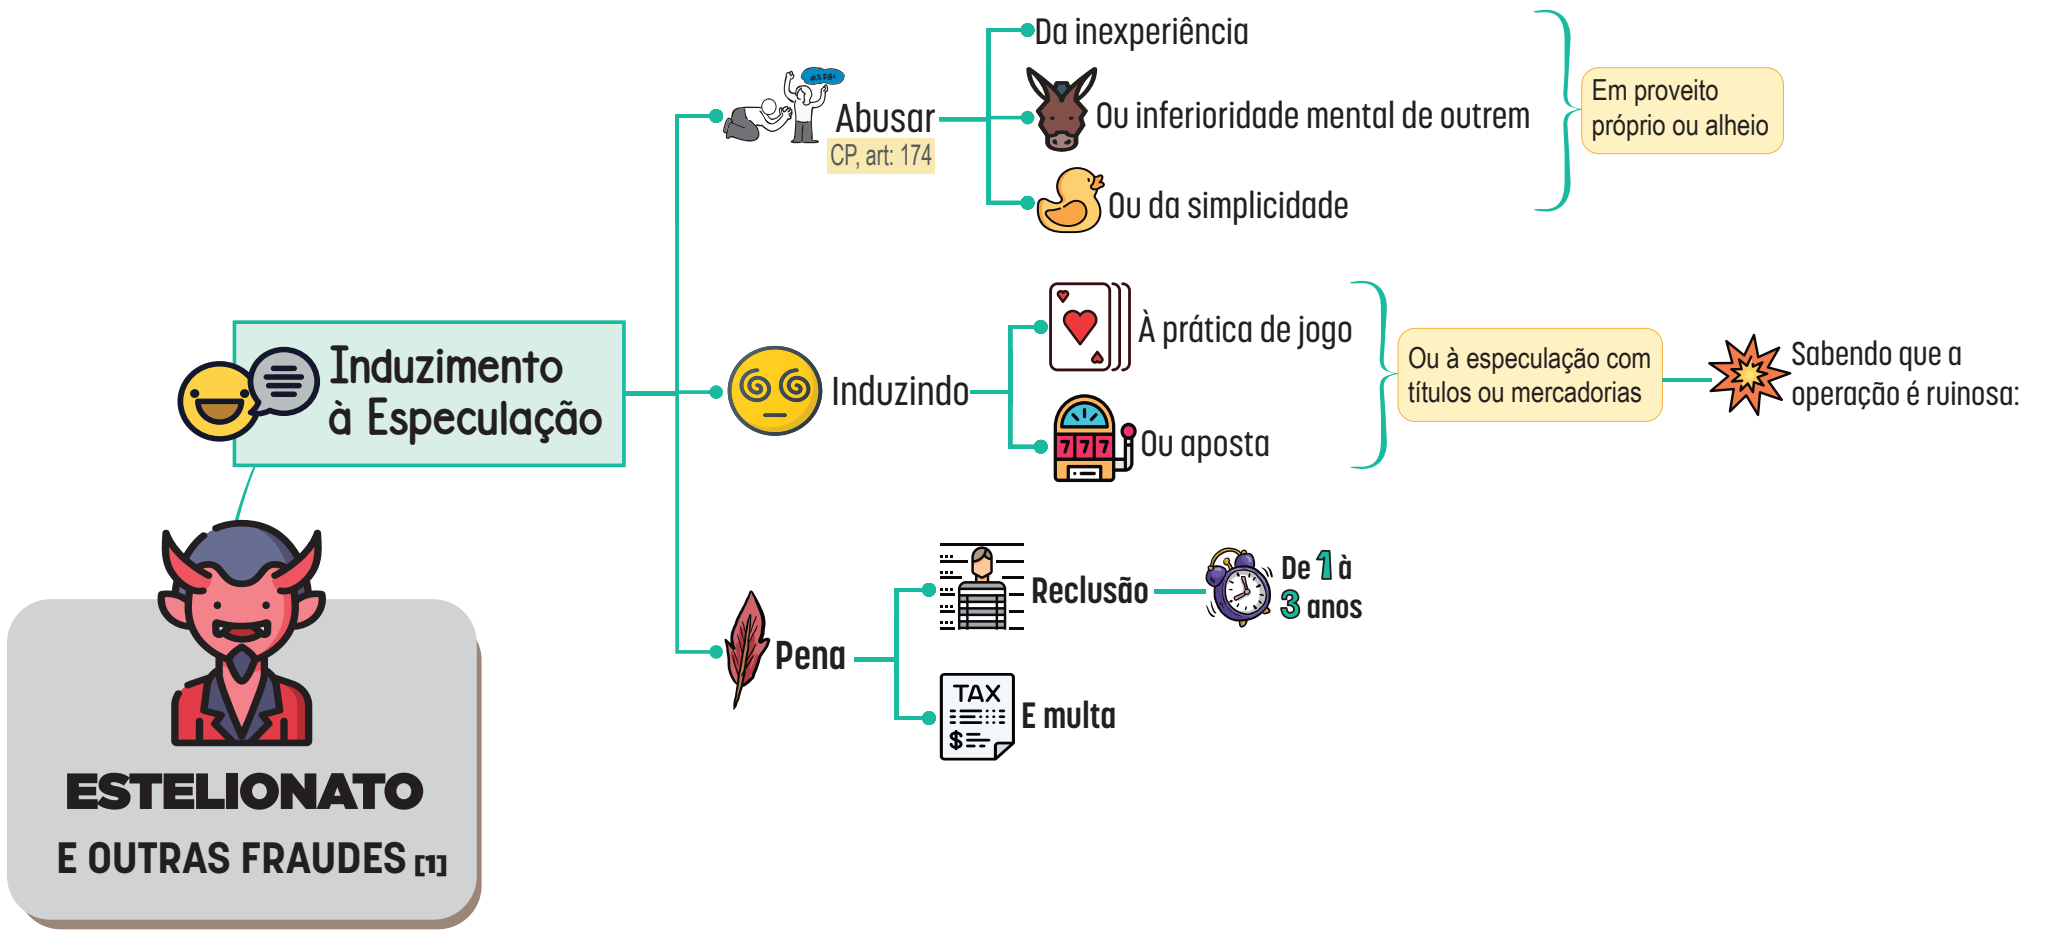 Da inexperiência
Abusar
CP, art: 174
Ou inferioridade mental de outrem
Ou da simplicidade
Em proveito
próprio ou alheio
Induzimento
à Especulação
Induzindo
À prática de jogo
777
Ou aposta
Ou à especulação com
títulos ou mercadorias
Sabendo que a
operação é ruinosa:
Pena
Reclusão
De 1 à
3 anos
TAX
$
E multa
ESTELIONATO
E OUTRAS FRAUDES [1]